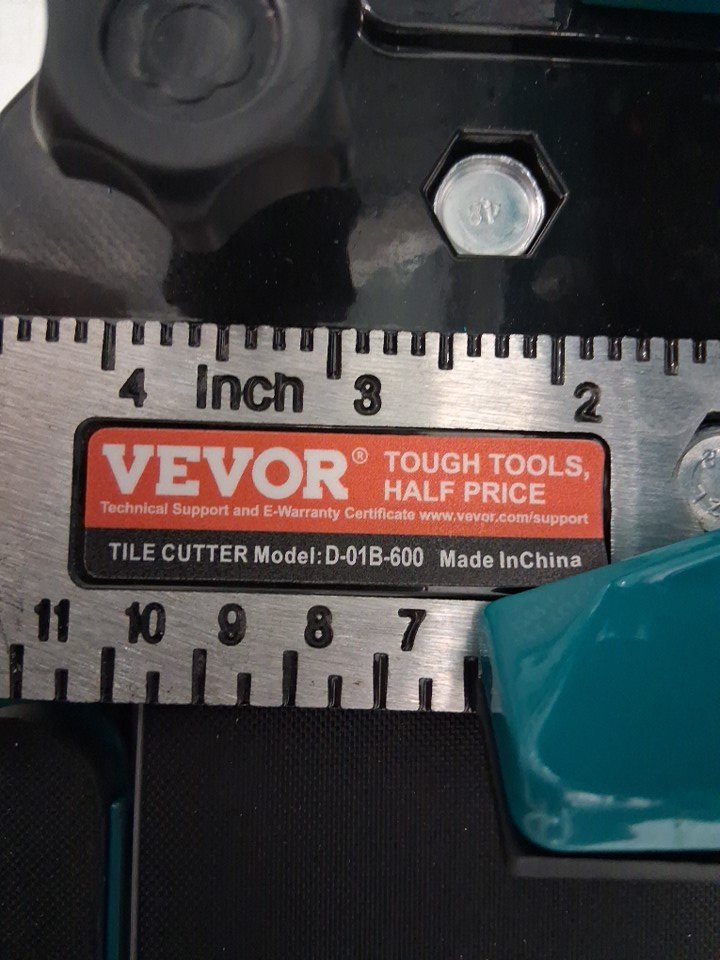 4 Inch 3 2
VEVOR® TOUGH TOOLS,
HALF PRICE
Technical Support and E-Warranty Certificate www.vevor.com/support
TILE CUTTER Model:D-01B-600 Made InChina
11 10 9 8 7